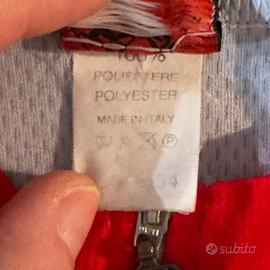 100%
POLIESTERE
POLYESTER
MADE IN ITALY
P
subito